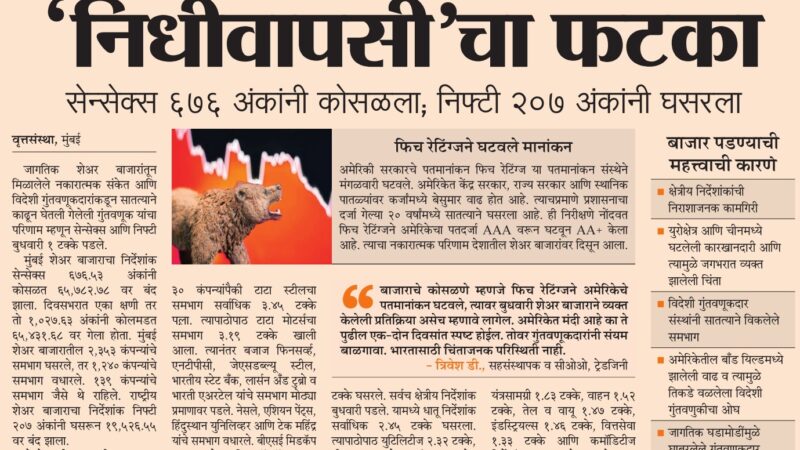 ‘निधीवापसी’चा फटका
सेन्सेक्स ६७६ अंकांनी कोसळला; निफ्टी २०७ अंकांनी घसरला
वृत्तसंस्था, मुंबई
जागतिक शेअर बाजारांतून
मिळालेले नकारात्मक संकेत आणि
विदेशी गुंतवणूकदारांकडून सातत्याने
काढून घेतली गेलेली गुंतवणूक यांचा
परिणाम म्हणून सेन्सेक्स आणि निफ्टी
बुधवारी १ टक्के पडले.
मुंबई शेअर बाजाराचा निर्देशांक
सेन्सेक्स ६७६.५३ अंकांनी
कोसळत ६५,७८२.७८ वर बंद
झाला. दिवसभरात एका क्षणी तर
तो १,०२७.६३ अंकांनी कोलमडत
६५,४३१.६८ वर गेला होता. मुंबई
शेअर बाजारातील २,३५३ कंपन्यांचे
समभाग घसरले, तर १,२४० कंपन्यांचे
समभाग वधारले. १३९ कंपन्यांचे
समभाग जैसे थे राहिले. राष्ट्रीय
शेअर बाजाराचा निर्देशांक निफ्टी
२०७ अंकांनी घसरून १९,५२६.५५
वर बंद झाला.
३० कंपन्यांपैकी टाटा स्टीलचा
समभाग सर्वाधिक ३.४५ टक्के
पडला. त्यापाठोपाठ टाटा मोटर्सचा
समभाग ३.१९ टक्के खाली
आला. त्यानंतर बजाज फिनसर्व्ह,
एनटीपीसी, जेएसडब्ल्यू स्टील,
भारतीय स्टेट बँक, लार्सन अँड टुब्रो व
भारती एअरटेल यांचे समभाग मोठ्या
प्रमाणावर पडले. नेसले, एशियन पेंट्स,
हिंदुस्थान युनिलिव्हर आणि टेक महिंद्र
यांचे समभाग वधारले. बीएसई मिडकॅप
फिच रेटिंग्जने घटवले मानांकन
अमेरिकी सरकारचे पतमानांकन फिच रेटिंग्ज या पतमानांकन संस्थेने
मंगळवारी घटवले. अमेरिकेत केंद्र सरकार, राज्य सरकार आणि स्थानिक
पातळ्यांवर कर्जांमध्ये बेसुमार वाढ होत आहे. त्याचप्रमाणे प्रशासनाचा
दर्जा गेल्या २० वर्षांमध्ये सातत्याने घसरला आहे. ही निरीक्षणे नोंदवत
फिच रेटिंग्जने अमेरिकेचा पतदर्जा AAA वरून घटवून AA+ केला
आहे. त्याचा नकारात्मक परिणाम देशातील शेअर बाजारांवर दिसून आला.
“ बाजाराचे कोसळणे म्हणजे फिच रेटिंग्जने अमेरिकेचे
पतमानांकन घटवले, त्यावर बुधवारी शेअर बाजाराने व्यक्त
केलेली प्रतिक्रिया असेच म्हणावे लागेल. अमेरिकेत मंदी आहे का ते
पुढील एक-दोन दिवसांत स्पष्ट होईल. तोवर गुंतवणूकदारांनी संयम
बाळगावा. भारतासाठी चिंताजनक परिस्थिती नाही.
– त्रिवेश डी., सहसंस्थापक व सीओओ, ट्रेडजिनी
टक्के घसरले. सर्वच क्षेत्रीय निर्देशांक
बुधवारी पडले. यामध्ये धातू निर्देशांक
सर्वाधिक २.४५ टक्के घसरला.
त्यापाठोपाठ युटिलिटीज २.३२ टक्के,
यंत्रसामग्री १.८३ टक्के, वाहन १.५२
टक्के, तेल व वायू १.४९ टक्के,
इंडस्ट्रियल्स १.४६ टक्के, वित्तसेवा
१.३३ टक्के आणि कमॉडिटीज
बाजार पडण्याची
महत्त्वाची कारणे
■ क्षेत्रीय निर्देशांकांची
निराशाजनक कामगिरी
■ युरोक्षेत्र आणि चीनमध्ये
घटलेली कारखानदारी आणि
त्यामुळे जगभरात व्यक्त
झालेली चिंता
■ विदेशी गुंतवणूकदार
संस्थांनी सातत्याने विकलेले
समभाग
■ अमेरिकेतील बाँड यिल्डमध्ये
झालेली वाढ व त्यामुळे
तिकडे वळलेला विदेशी
गुंतवणुकीचा ओघ
■ जागतिक घडामोडींमुळे